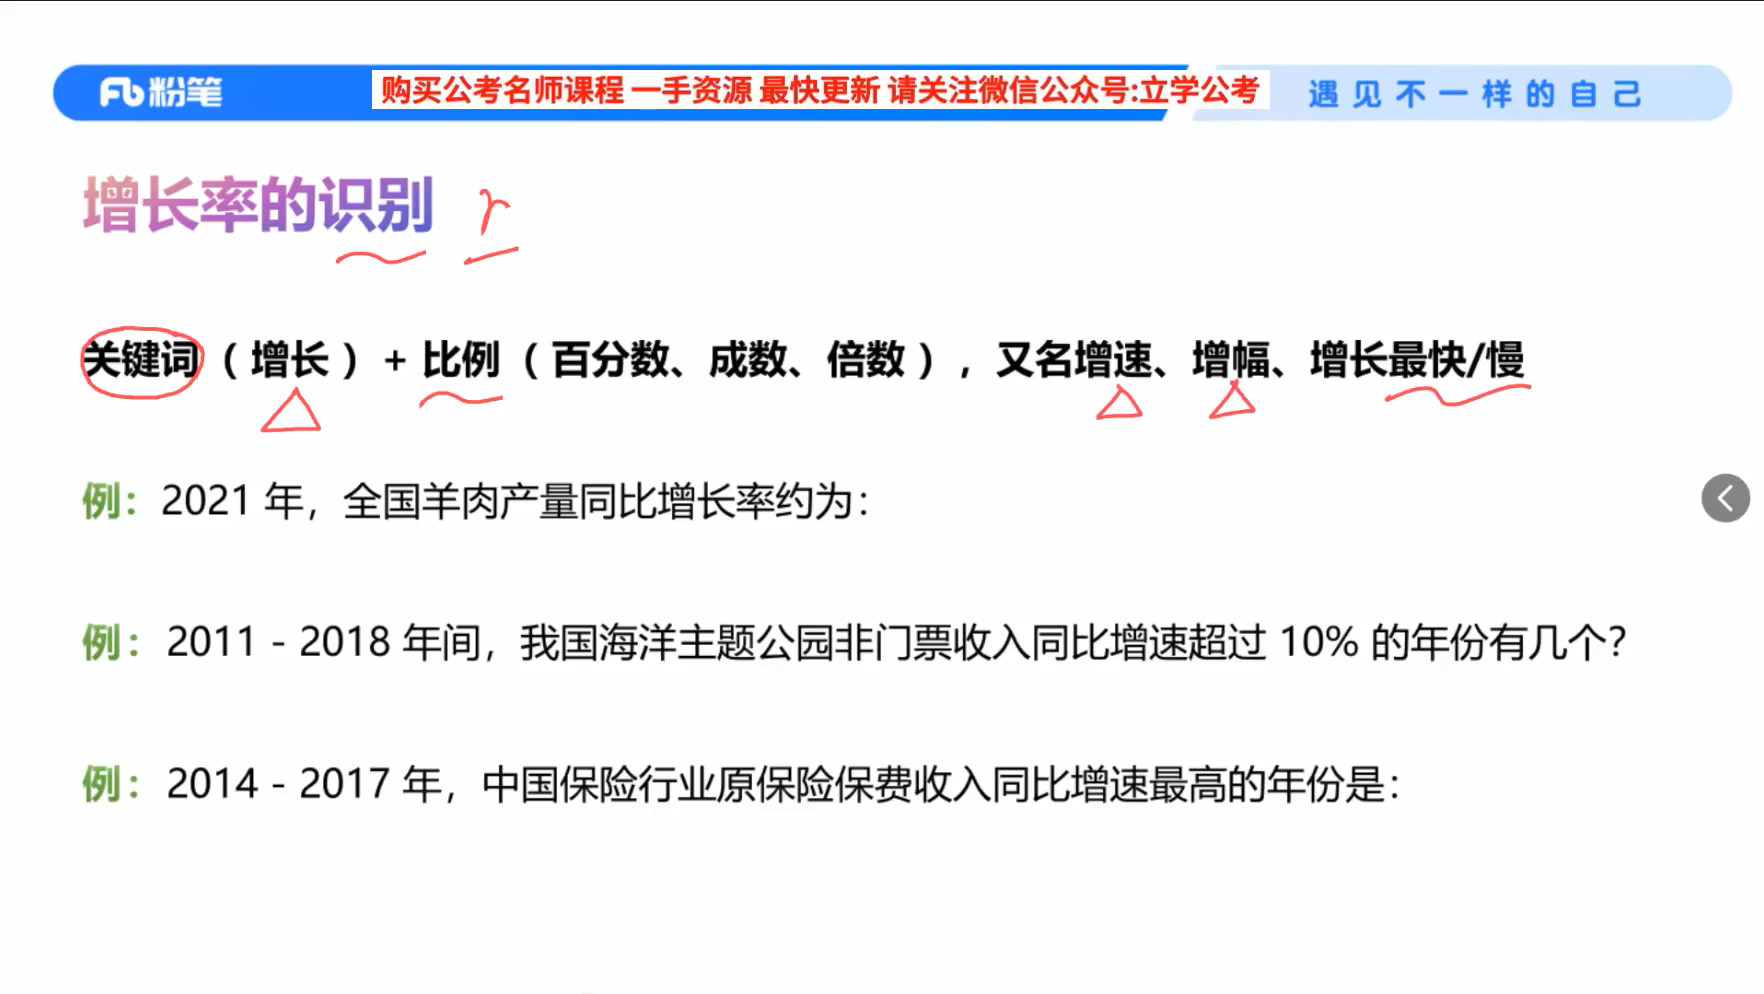 粉笔
购买公考名师课程 一手资源 最快更新 请关注微信公众号:立学公考
遇见不一样的自己
增长率的识别 r
关键词（增长）+ 比例（百分数、成数、倍数），又名增速、增幅、增长最快/慢
例：2021 年，全国羊肉产量同比增长率约为：
例：2011 - 2018 年间，我国海洋主题公园非门票收入同比增速超过 10% 的年份有几个？
例：2014 - 2017 年，中国保险行业原保险保费收入同比增速最高的年份是：